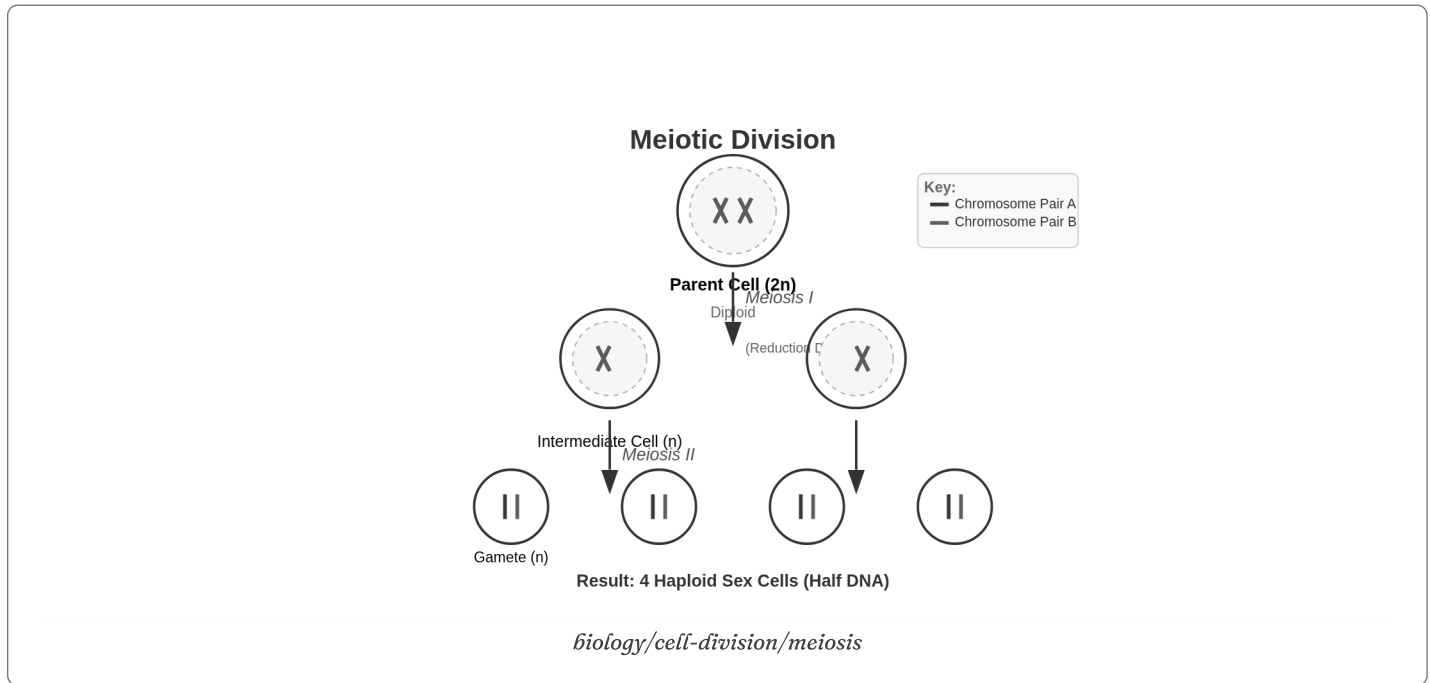 Meiotic Division
Key:
Chromosome Pair A
Chromosome Pair B
Parent Cell (2n)
Meiosis I
Diploid
(Reduction
Intermediate Cell (n)
Meiosis II
Gamete (n)
Result: 4 Haploid Sex Cells (Half DNA)
biology/cell-division/meiosis